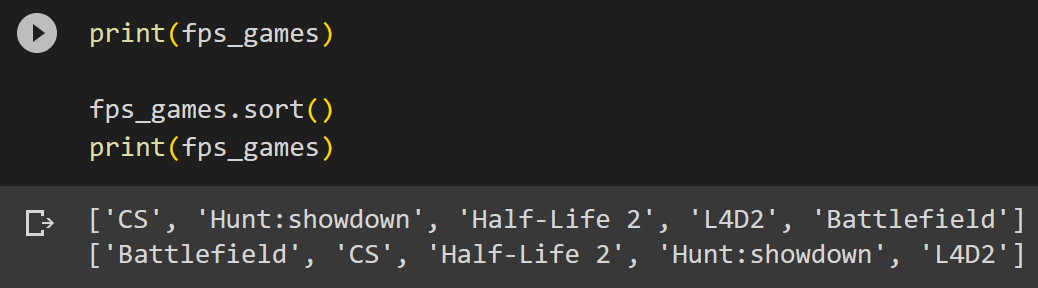 print(fps_games)
fps_games.sort()
print(fps_games)
['CS', 'Hunt:showdown', 'Half-Life 2', 'L4D2', 'Battlefield']
['Battlefield', 'CS', 'Half-Life 2', 'Hunt:showdown', 'L4D2']